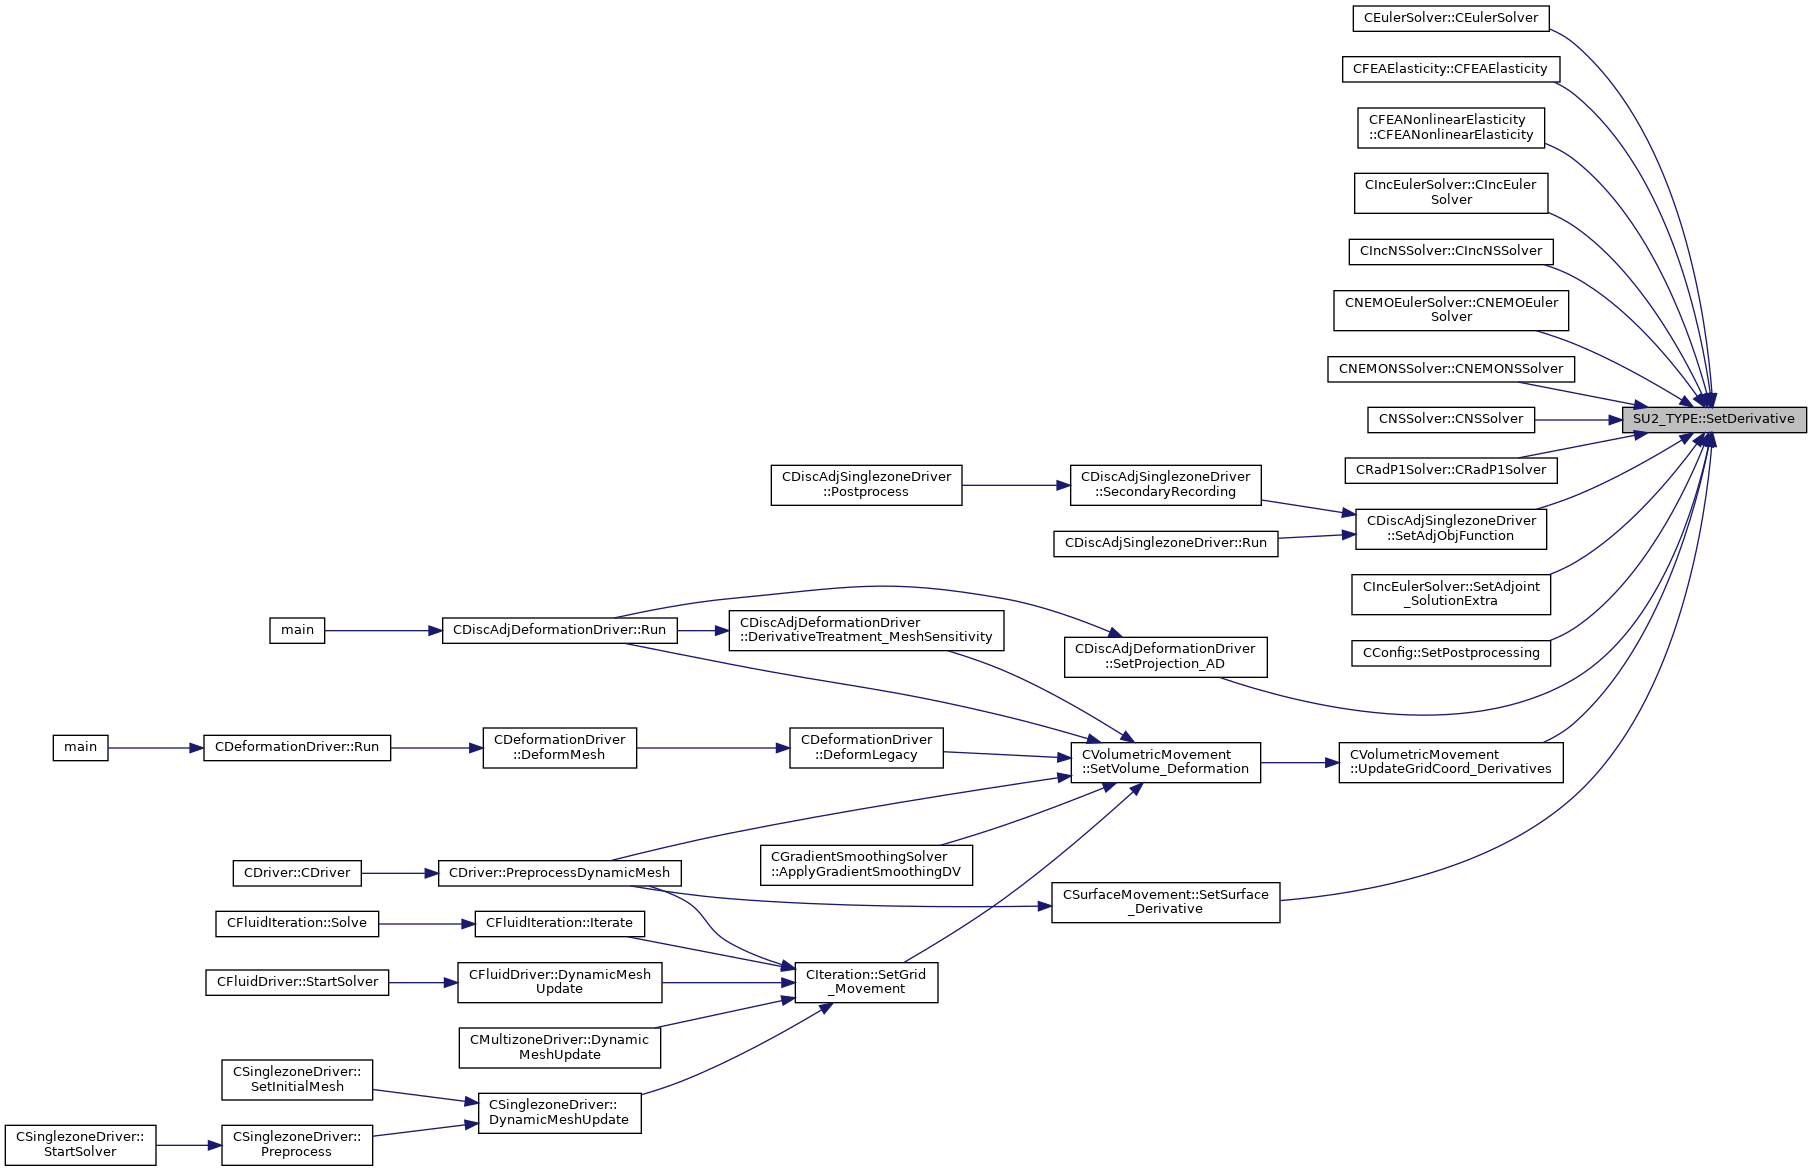 CEulerSolver::CEulerSolver
CFEAElasticity::CFEAElasticity
CFEANonlinearElasticity
::CFEANonlinearElasticity
CIncEulerSolver::CIncEuler
Solver
CIncNSSolver::CIncNSSolver
CNEMOEulerSolver::CNEMOEuler
Solver
CNEMONSSolver::CNEMONSSolver
SU2_TYPE::SetDerivative
CNSSolver::CNSSolver
CRadP1Solver::CRadP1Solver
CDiscAdjSinglezoneDriver
::Postprocess
CDiscAdjSinglezoneDriver
::SecondaryRecording
CDiscAdjSinglezoneDriver
::SetAdjObjFunction
CDiscAdjSinglezoneDriver::Run
CIncEulerSolver::SetAdjoint
_SolutionExtra
main
CDiscAdjDeformationDriver::Run
CDiscAdjDeformationDriver
::DerivativeTreatment_MeshSensitivity
CDiscAdjDeformationDriver
::SetProjection_AD
CConfig::SetPostprocessing
main
CDeformationDriver::Run
CDeformationDriver
::DeformMesh
CDeformationDriver
::DeformLegacy
CVolumetricMovement
::SetVolume_Deformation
CVolumetricMovement
::UpdateGridCoord_Derivatives
CDriver::CDriver
CDriver::PreprocessDynamicMesh
CGradientSmoothingSolver
::ApplyGradientSmoothingDV
CSurfaceMovement::SetSurface
_Derivative
CFluidIteration::Solve
CFluidIteration::Iterate
CFluidDriver::StartSolver
CFluidDriver::DynamicMesh
Update
CIteration::SetGrid
_Movement
CMultizoneDriver::Dynamic
MeshUpdate
CSinglezoneDriver::
SetInitialMesh
CSinglezoneDriver::
DynamicMeshUpdate
CSinglezoneDriver::
StartSolver
CSinglezoneDriver::
Preprocess